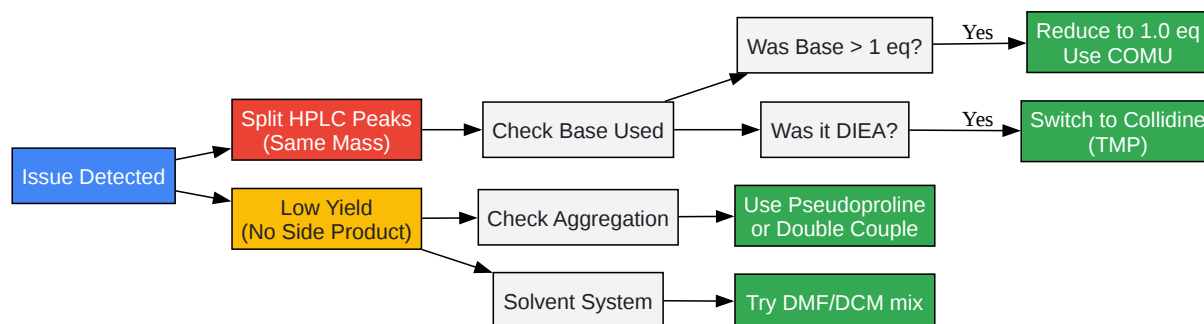 Issue Detected
Split HPLC Peaks
(Same Mass)
Check Base Used
Was Base > 1 eq?
Yes
Reduce to 1.0 eq
Use COMU
Was it DIEA?
Yes
Switch to Collidine
(TMP)
Low Yield
(No Side Product)
Check Aggregation
Use Pseudoproline
or Double Couple
Solvent System
Try DMF/DCM mix